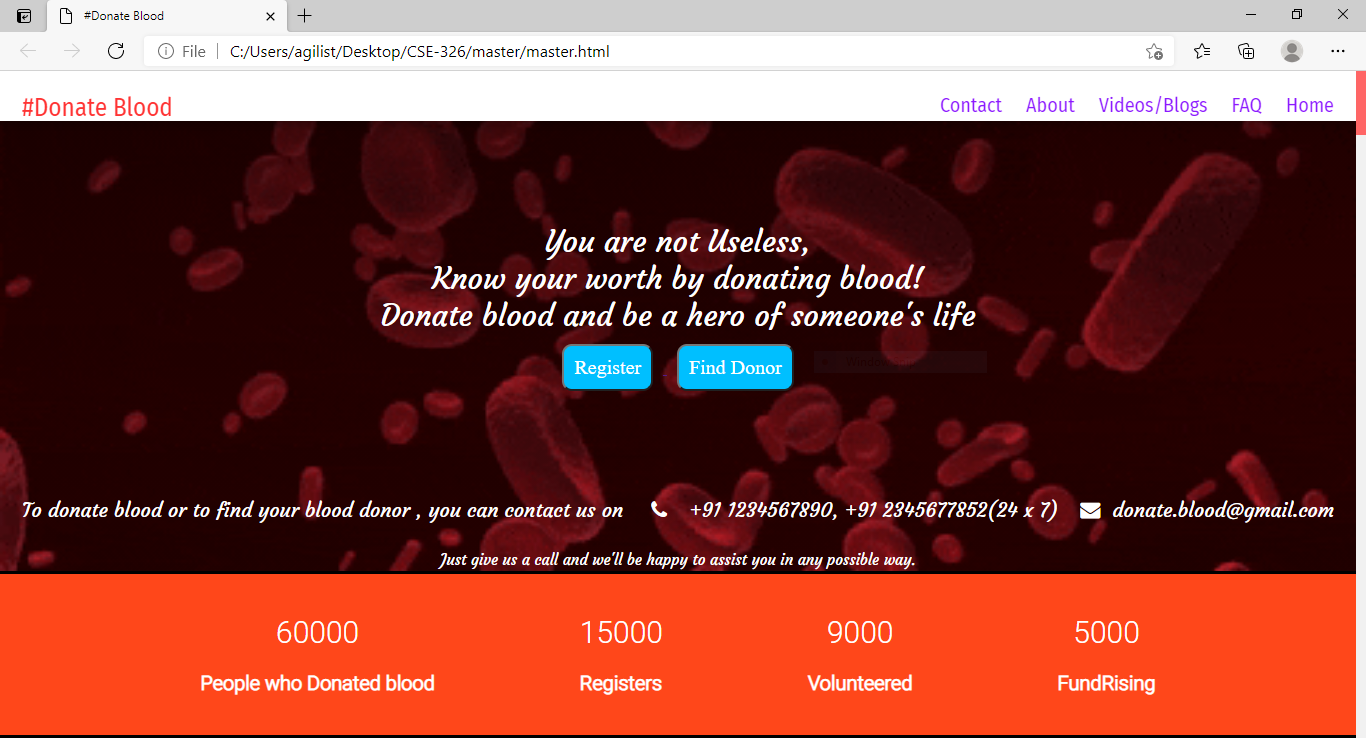 #Donate Blood
File
C:/Users/agilist/Desktop/CSE-326/master/master.html
#Donate Blood
Contact About Videos/Blogs FAQ Home
You are not Useless,
Know your worth by donating blood!
Donate blood and be a hero of someone's life
Register Find Donor
To donate blood or to find your blood donor , you can contact us on +91 1234567890, +91 2345677852(24 x 7) donate.blood@gmail.com
Just give us a call and we'll be happy to assist you in any possible way.
60000 15000 9000 5000
People who Donated blood Registers Volunteered FundRising